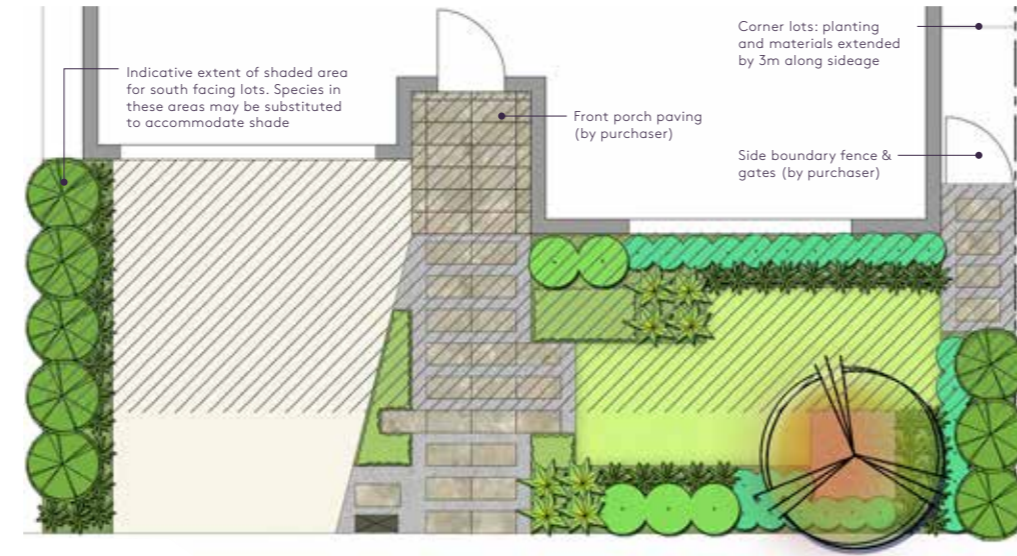 Indicative extent of shaded area
for south facing lots. Species in
these areas may be substituted
to accommodate shade
Front porch paving
(by purchaser)
Corner lots: planting
and materials extended
by 3m along sideage
Side boundary fence &
gates (by purchaser)